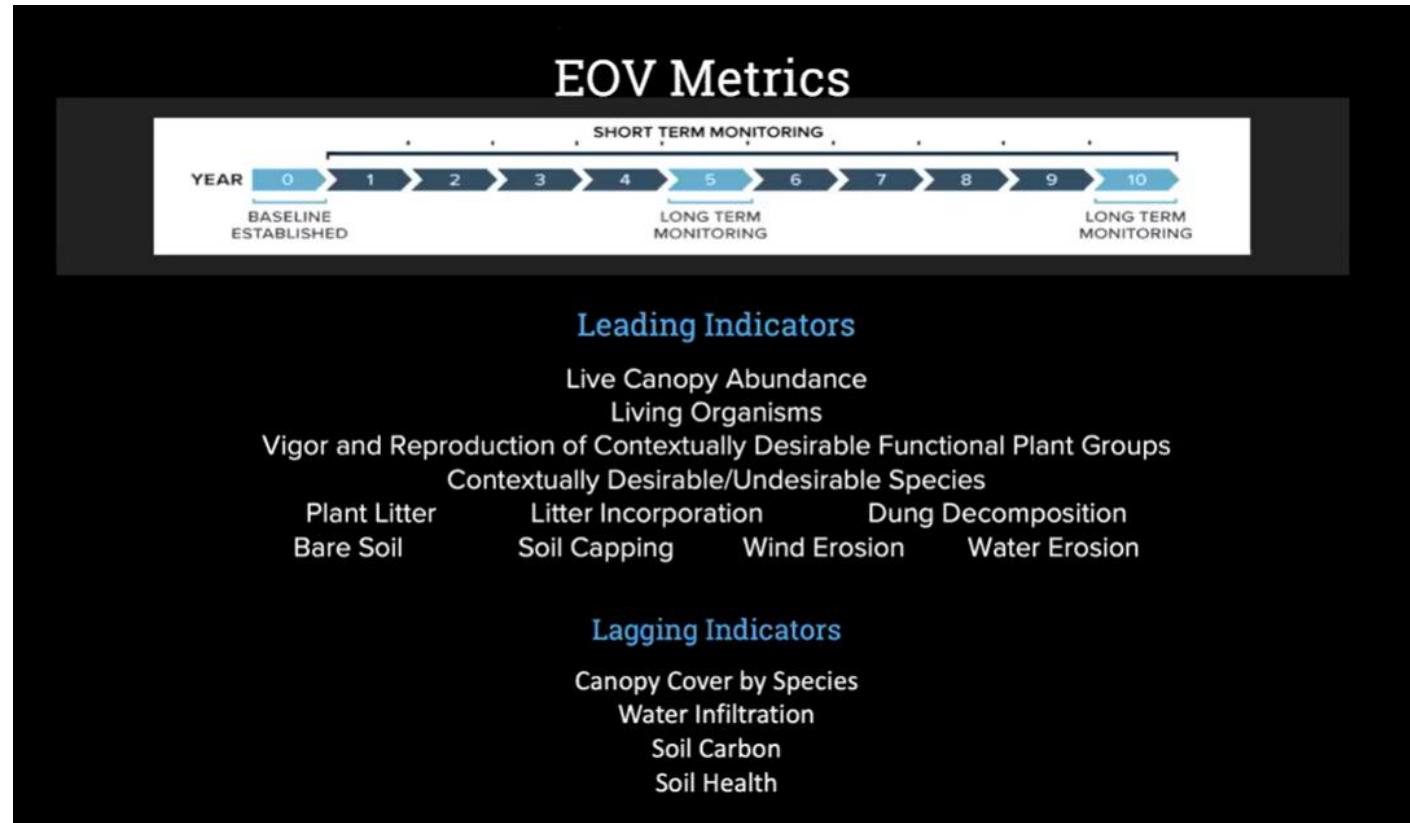 EOV Metrics
SHORT TERM MONITORING
YEAR 0 1 2 3 4 5 6 7 8 9 10
BASELINE LONG TERM LONG TERM
ESTABLISHED MONITORING MONITORING
Leading Indicators
Live Canopy Abundance
Living Organisms
Vigor and Reproduction of Contextually Desirable Functional Plant Groups
Contextually Desirable/Undesirable Species
Plant Litter Litter Incorporation Dung Decomposition
Bare Soil Soil Capping Wind Erosion Water Erosion
Lagging Indicators
Canopy Cover by Species
Water Infiltration
Soil Carbon
Soil Health